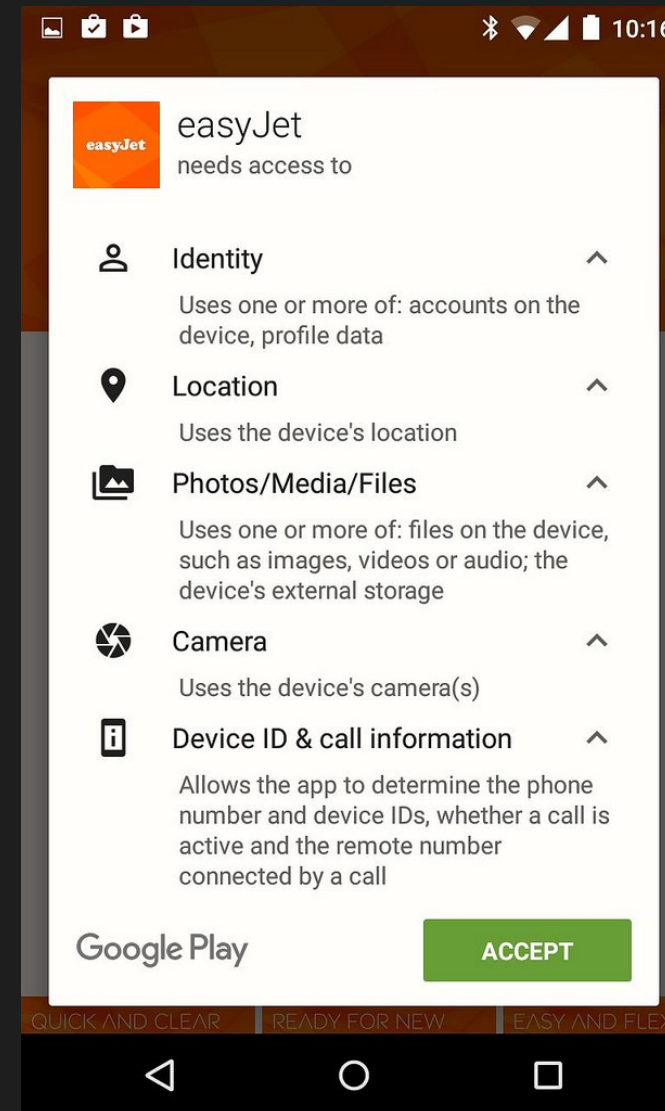 10:16
easyJet
easyJet
needs access to
Identity
Uses one or more of: accounts on the
device, profile data
Location
Uses the device's location
Photos/Media/Files
Uses one or more of: files on the device,
such as images, videos or audio; the
device's external storage
Camera
Uses the device's camera(s)
Device ID & call information
Allows the app to determine the phone
number and device IDs, whether a call is
active and the remote number
connected by a call
Google Play
ACCEPT
QUICK AND CLEAR
READY FOR NEW
EASY AND